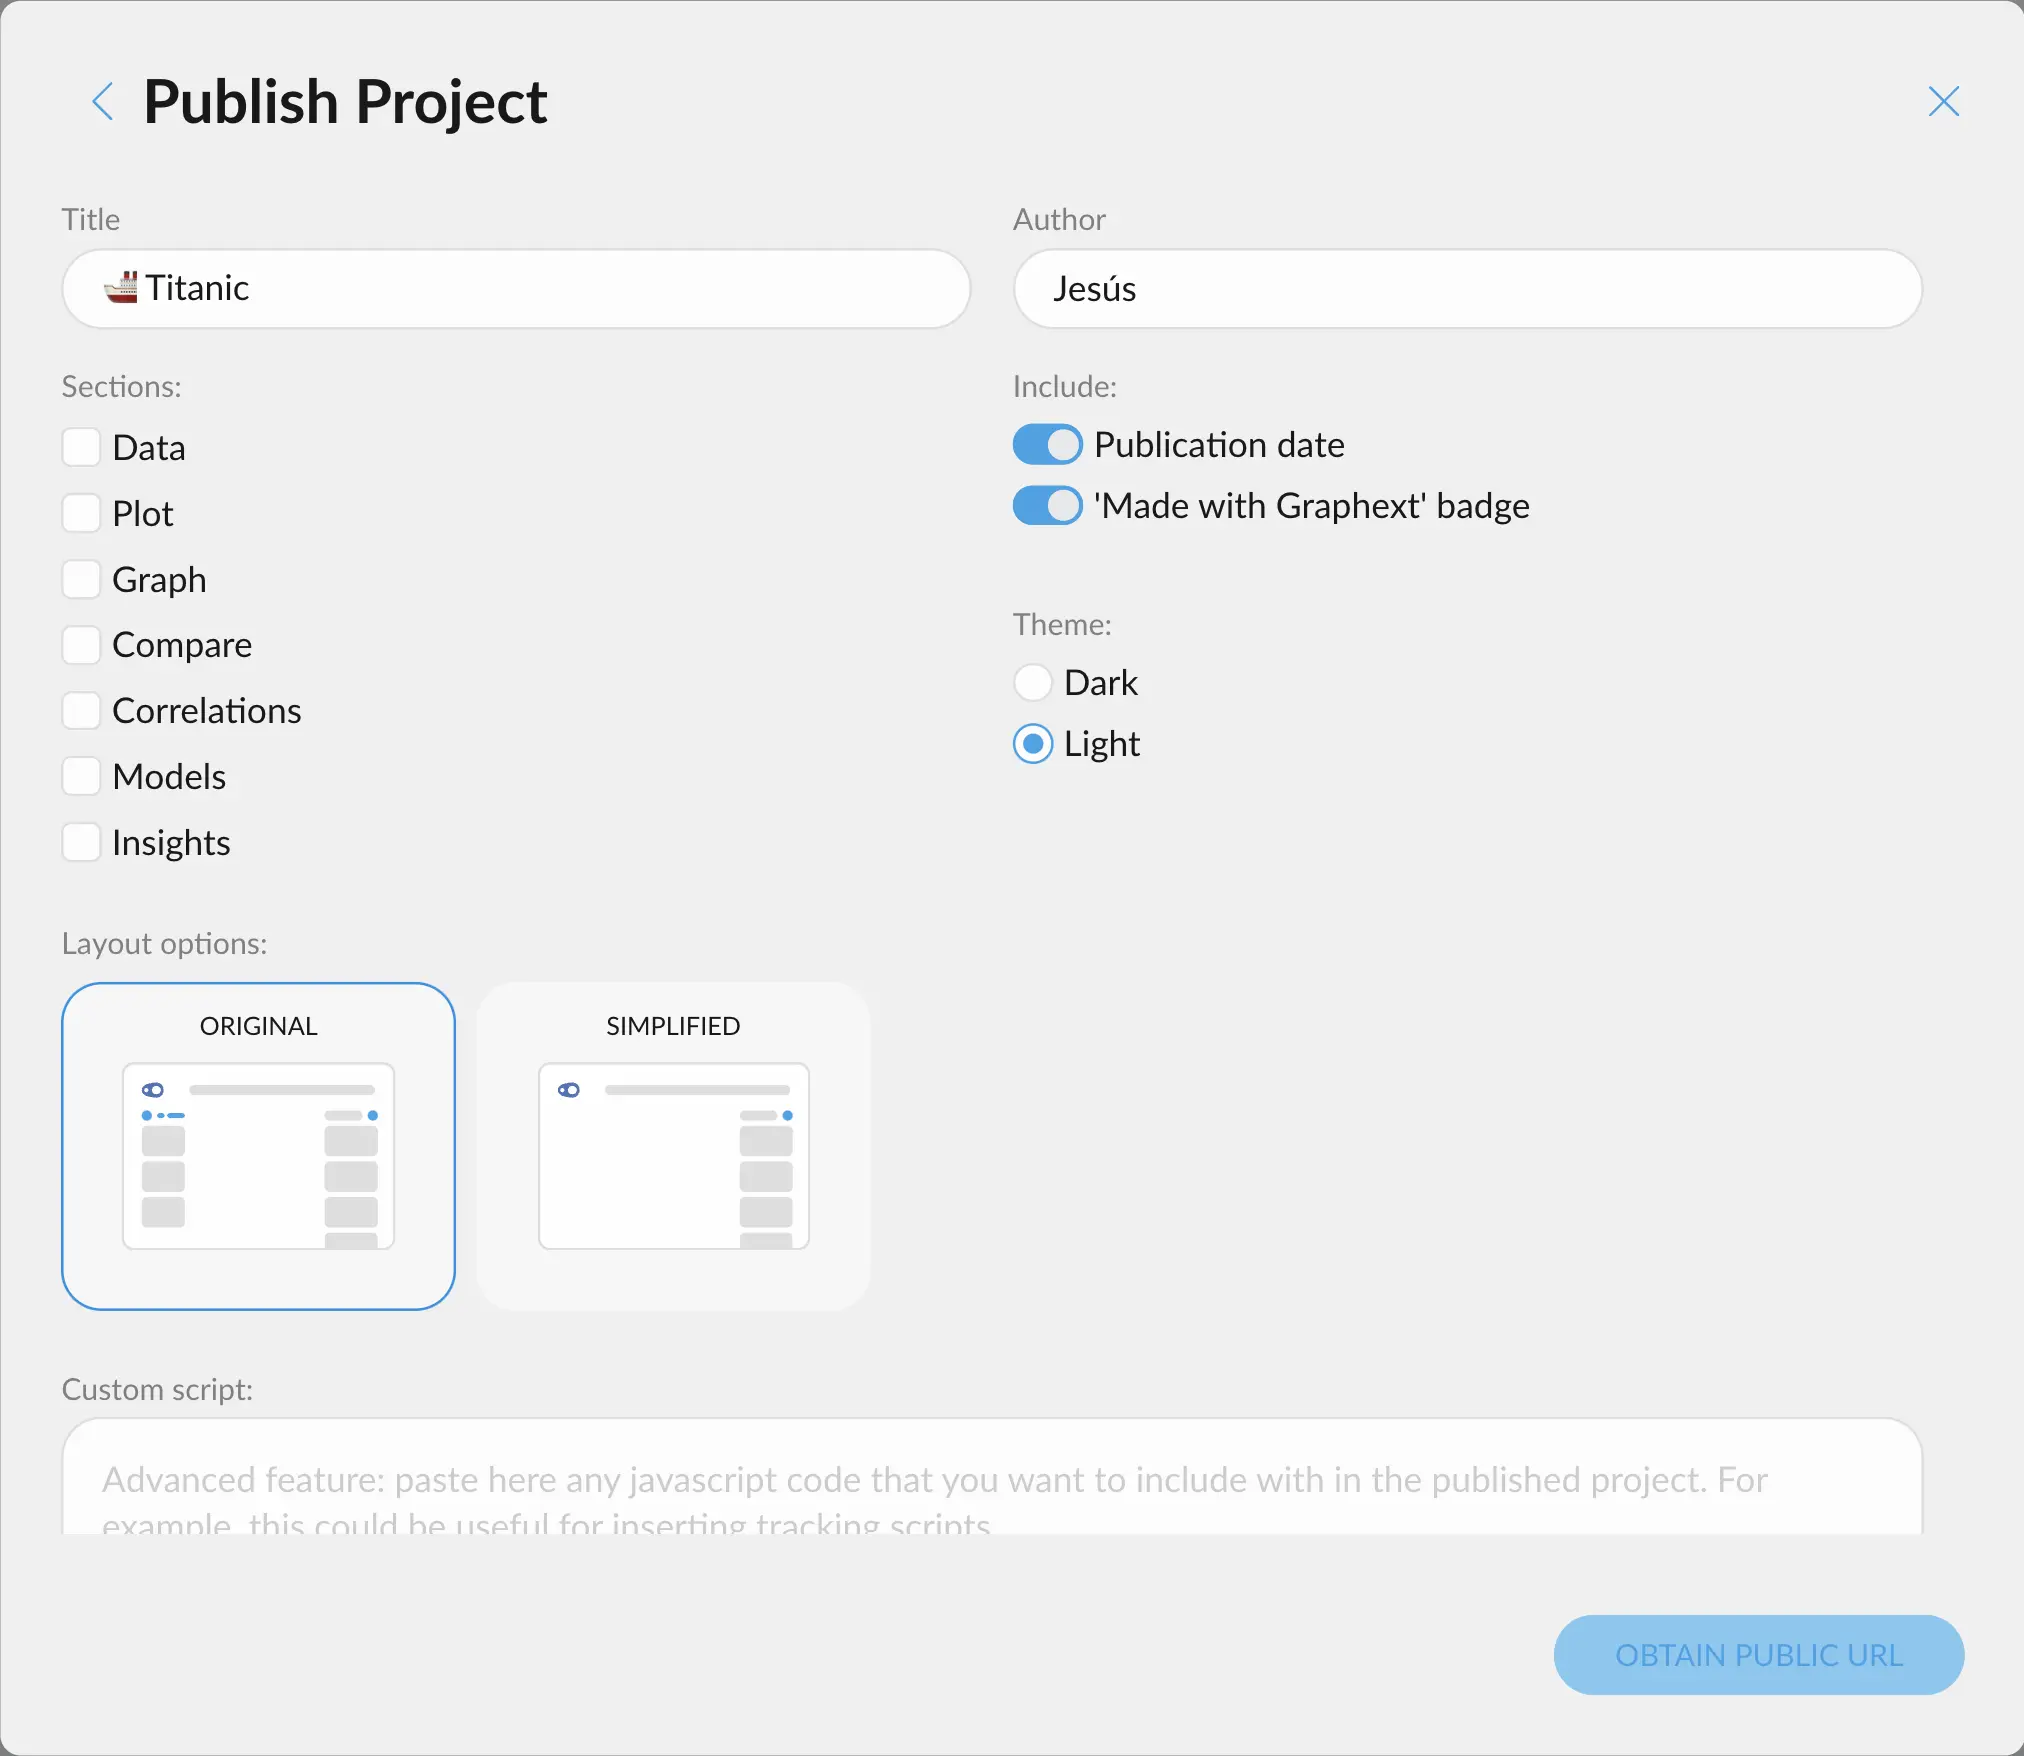 Publish Project
Title
Author
🚢 Titanic
Jesús
Sections:
Data
Plot
Graph
Compare
Correlations
Models
Insights
Include:
Publication date
'Made with Graphext' badge
Theme:
Dark
Light
Layout options:
ORIGINAL
SIMPLIFIED
Custom script:
Advanced feature: paste here any javascript code that you want to include with in the published project. For
example, this could be useful for inserting tracking scripts
OBTAIN PUBLIC URL